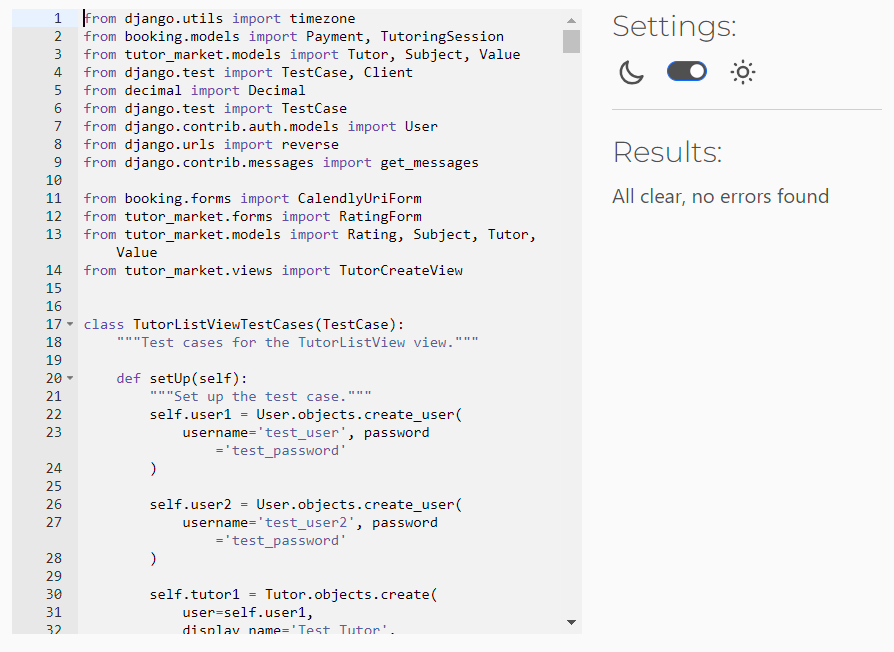 1 from django.utils import timezone
2 from booking.models import Payment, TutoringSession
3 from tutor_market.models import Tutor, Subject, Value
4 from django.test import TestCase, Client
5 from decimal import Decimal
6 from django.test import TestCase
7 from django.contrib.auth.models import User
8 from django.urls import reverse
9 from django.contrib.messages import get_messages
10
11 from booking.forms import CalendlyUriForm
12 from tutor_market.forms import RatingForm
13 from tutor_market.models import Rating, Subject, Tutor,
Value
14 from tutor_market.views import TutorCreateView
15
16
17 class TutorListViewTestCases(TestCase):
18 """Test cases for the TutorListView view."""
19
20 def setUp(self):
21 """Set up the test case."""
22 self.user1 = User.objects.create_user(
23 username='test_user', password
='test_password'
24 )
25
26 self.user2 = User.objects.create_user(
27 username='test_user2', password
='test_password'
28 )
29
30 self.tutor1 = Tutor.objects.create(
31 user=self.user1,
32 display_name='Test Tutor',
Settings:
Results:
All clear, no errors found